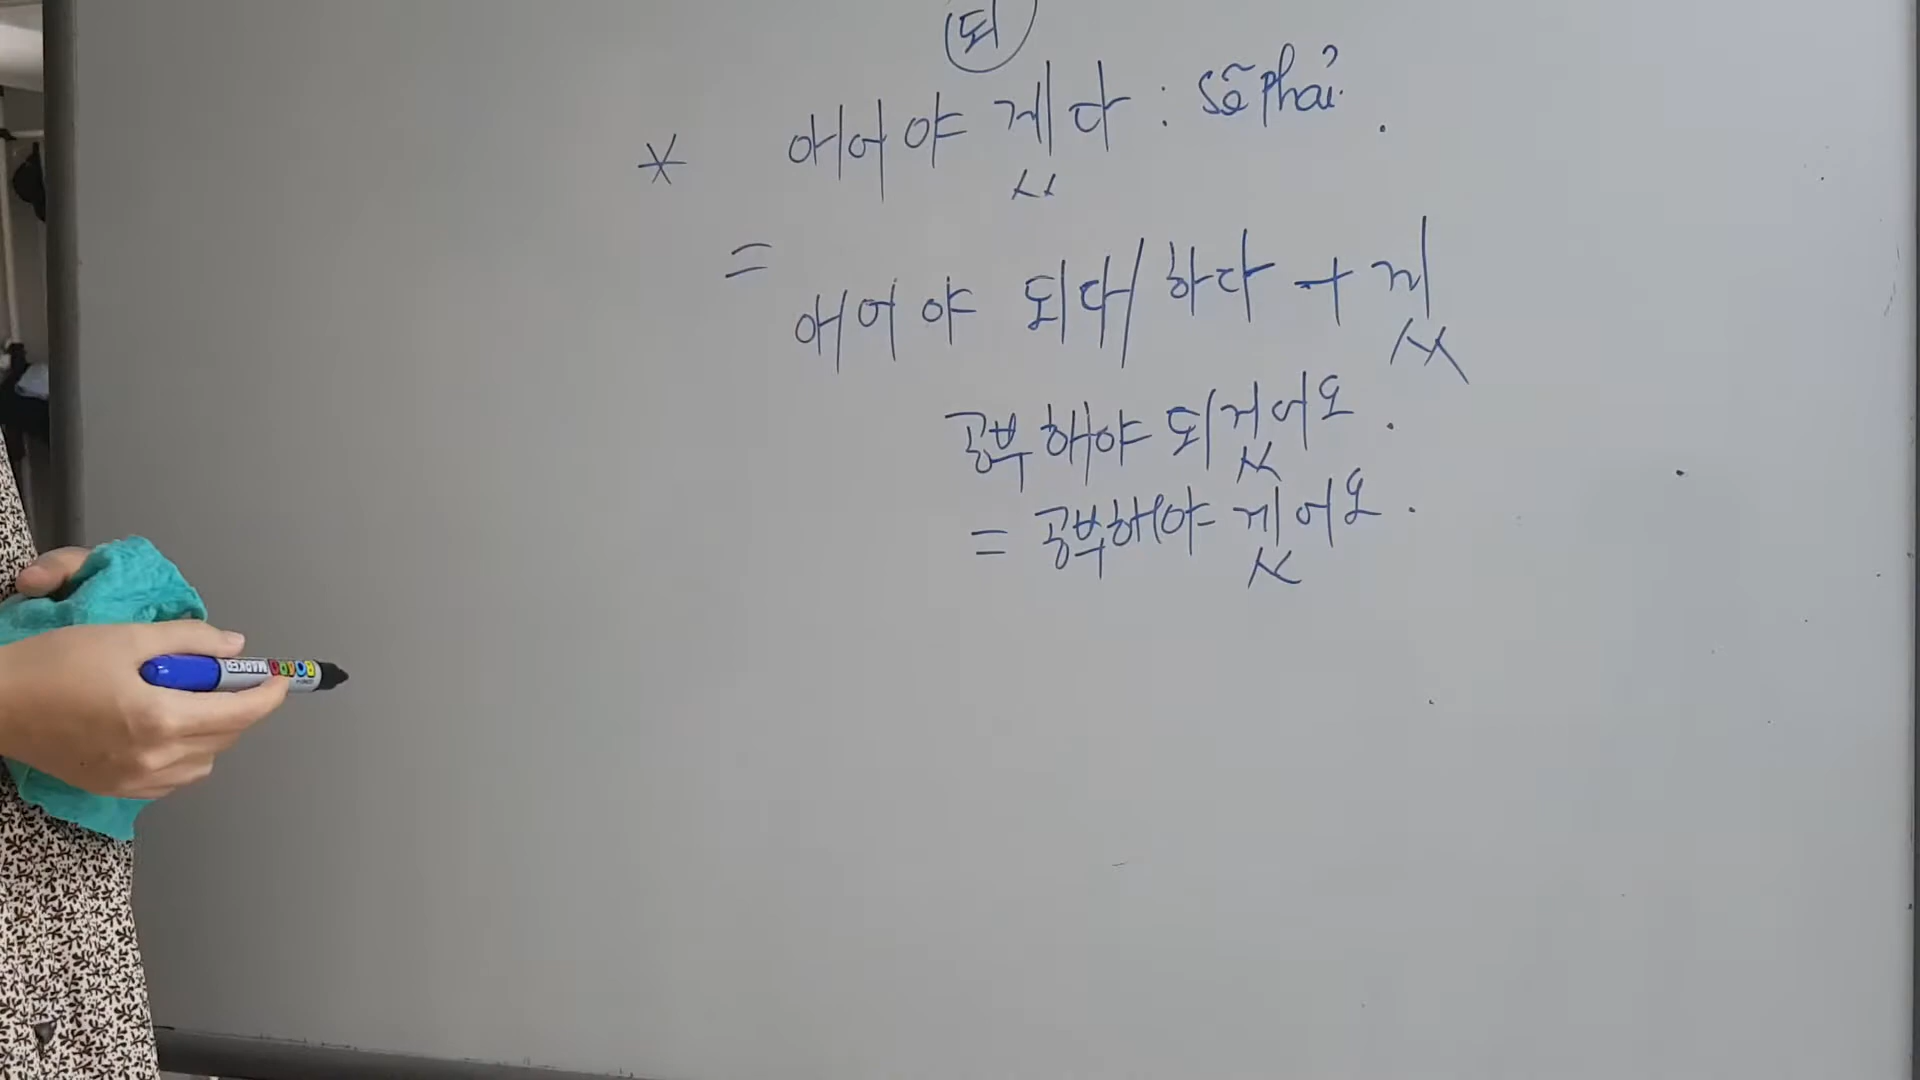 되
* 아어야 겠다 : sẽ phải.
= 아어야 되다/하다 + 겠
공부해야 되겠어요.
= 공부해야 겠어요.
MARKER